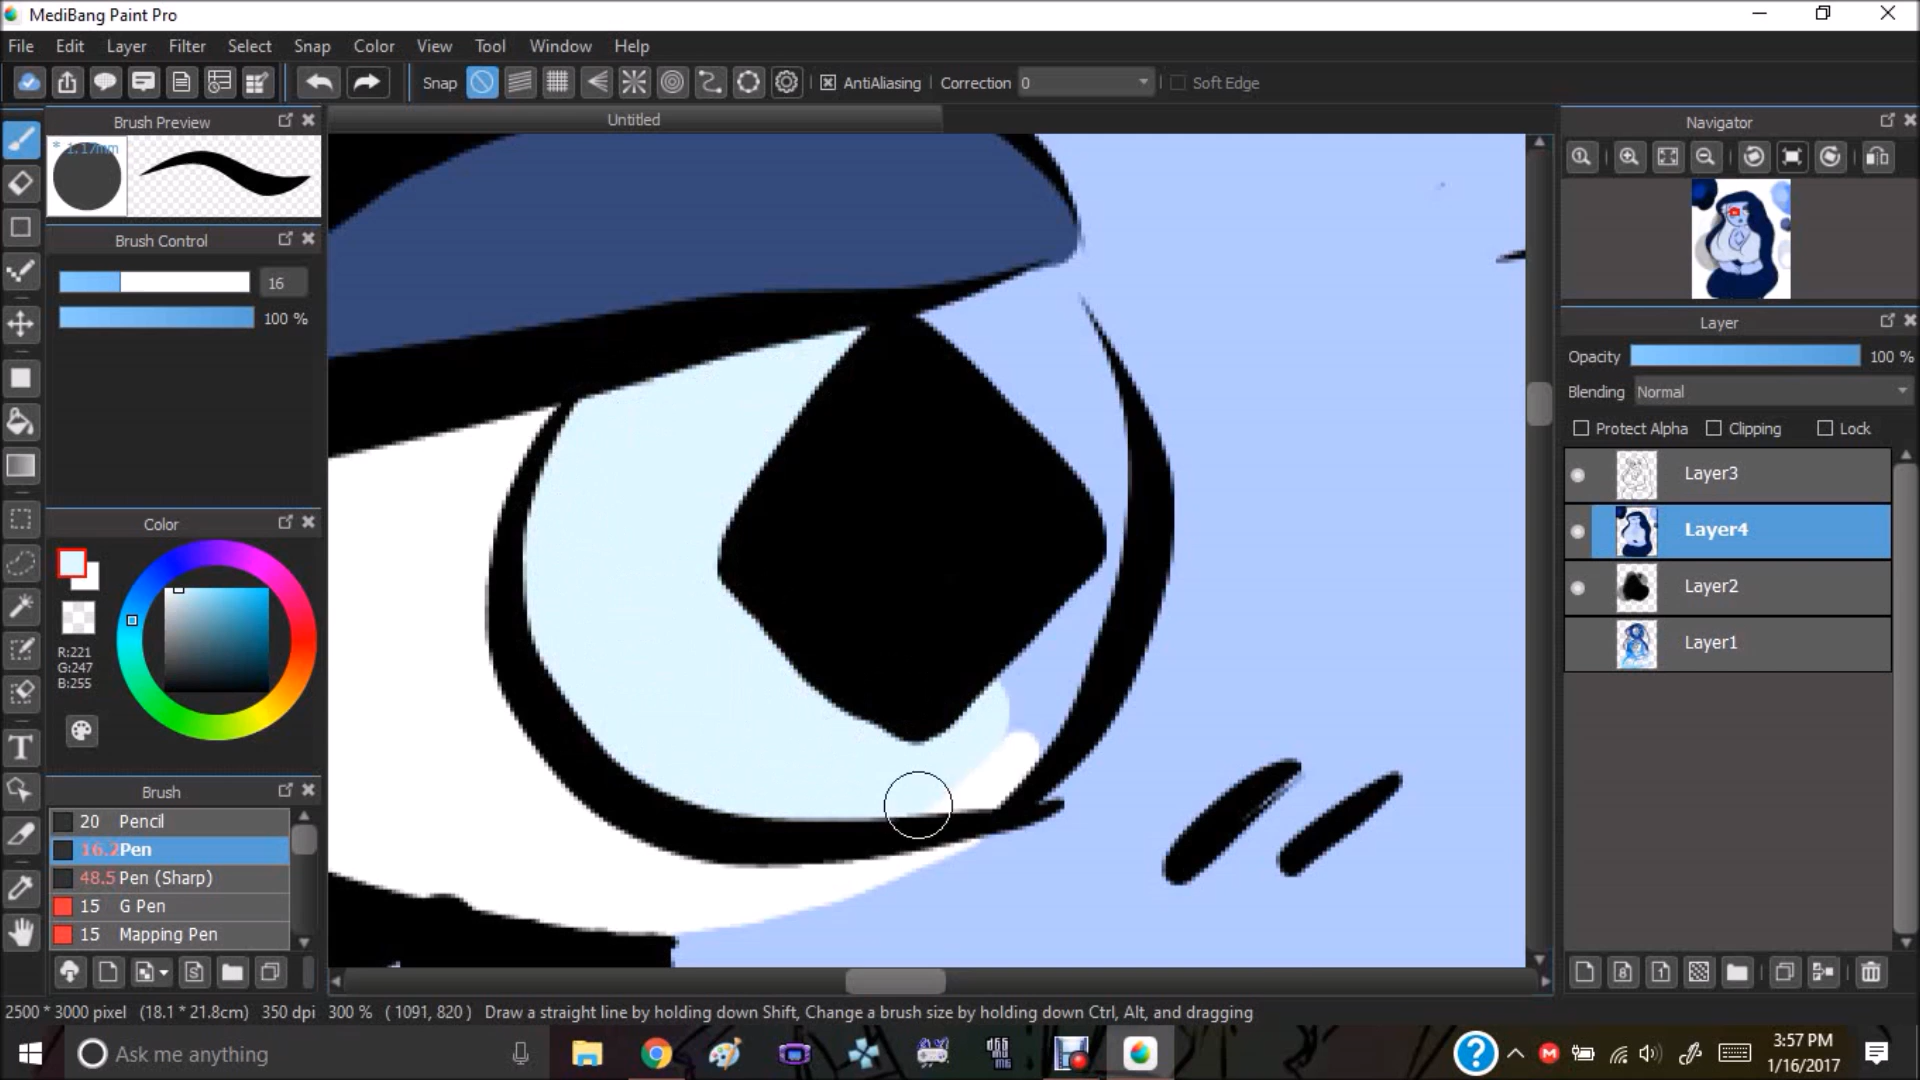 MediBang Paint Pro
File Edit Layer Filter Select Snap Color View Tool Window Help
Snap AntiAliasing Correction 0 Soft Edge
Brush Preview
* 1.17mm
Brush Control
16
100 %
Color
R:221
G:247
B:255
Brush
20 Pencil
16.2 Pen
48.5 Pen (Sharp)
15 G Pen
15 Mapping Pen
Untitled
Navigator
Layer
Opacity 100 %
Blending Normal
Protect Alpha Clipping Lock
Layer3
Layer4
Layer2
Layer1
2500 * 3000 pixel (18.1 * 21.8cm) 350 dpi 300 % ( 1091, 820 ) Draw a straight line by holding down Shift, Change a brush size by holding down Ctrl, Alt, and dragging
Ask me anything
3:57 PM
1/16/2017